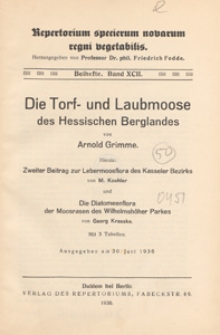 Repertorium specierum novarum
regni vegetabilis.
Herausgegeben von Professor Dr. phil. Friedrich Fedde.
Beihefte. Band XCII.
Die Torf- und Laubmoose
des Hessischen Berglandes
von
Arnold Grimme.
Hierzu:
Zweiter Beitrag zur Lebermoosflora des Kasseler Bezirks
von M. Koehler
und
Die Diatomeenflora
der Moosrasen des Wilhelmshöher Parkes
von Georg Krasske.
Mit 3 Tabellen
Ausgegeben am 30. Juni 1936
Dahlem bei Berlin
VERLAG DES REPERTORIUMS, FABECKSTR. 49.
1936.